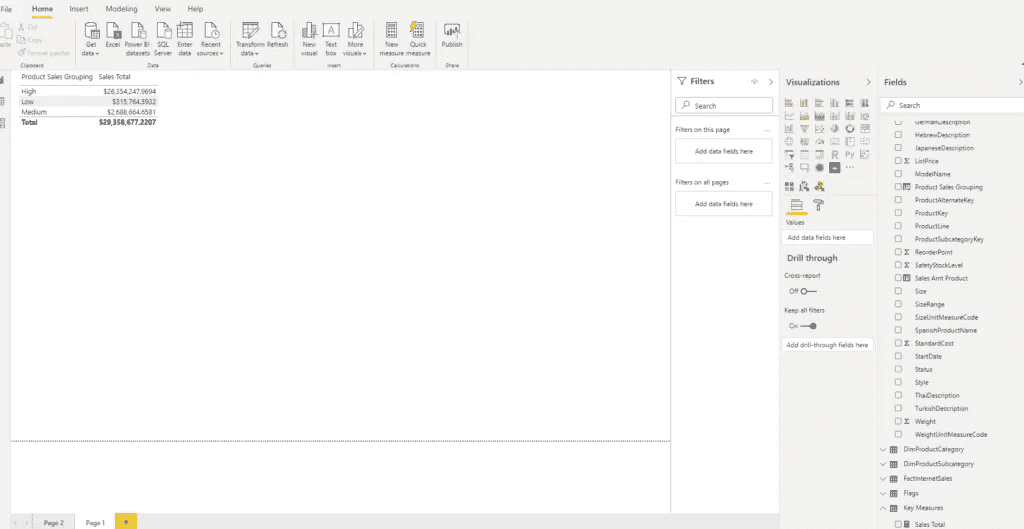 File Home Insert Modeling View Help
Cut
Copy
Format painter
Clipboard
Get data
Excel
Power BI datasets
SQL Server
Enter data
Recent sources
Data
Transform data
Refresh
Queries
New visual
Text box
More visuals
Insert
New measure
Quick measure
Calculations
Publish
Share
Product Sales Grouping Sales Total
High $26,354,247.9694
Low $315,764.5932
Medium $2,688,664.6581
Total $29,358,677.2207
Filters
Search
Filters on this page ...
Add data fields here
Filters on all pages ...
Add data fields here
Visualizations
R Py
...
Values
Add data fields here
Drill through
Cross-report
Off
Keep all filters
On
Add drill-through fields here
Fields
Search
GermanDescription
HebrewDescription
JapaneseDescription
Σ ListPrice
ModelName
Product Sales Grouping
ProductAlternateKey
ProductKey
ProductLine
ProductSubcategoryKey
Σ ReorderPoint
Σ SafetyStockLevel
Sales Amt Product
Size
SizeRange
SizeUnitMeasureCode
SpanishProductName
Σ StandardCost
StartDate
Status
Style
ThaiDescription
TurkishDescription
Σ Weight
WeightUnitMeasureCode
DimProductCategory
DimProductSubcategory
FactInternetSales
Flags
Key Measures
Sales Total
Page 2 Page 1